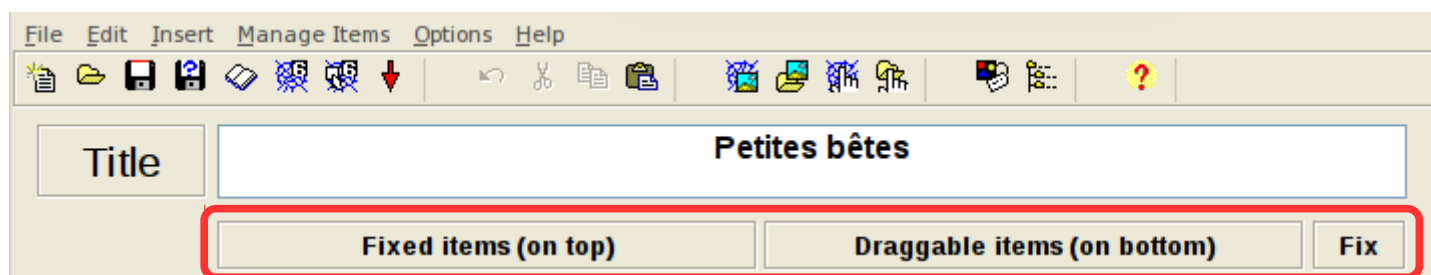 File Edit Insert Manage Items Options Help
Title
Petites bêtes
Fixed items (on top) Draggable items (on bottom) Fix